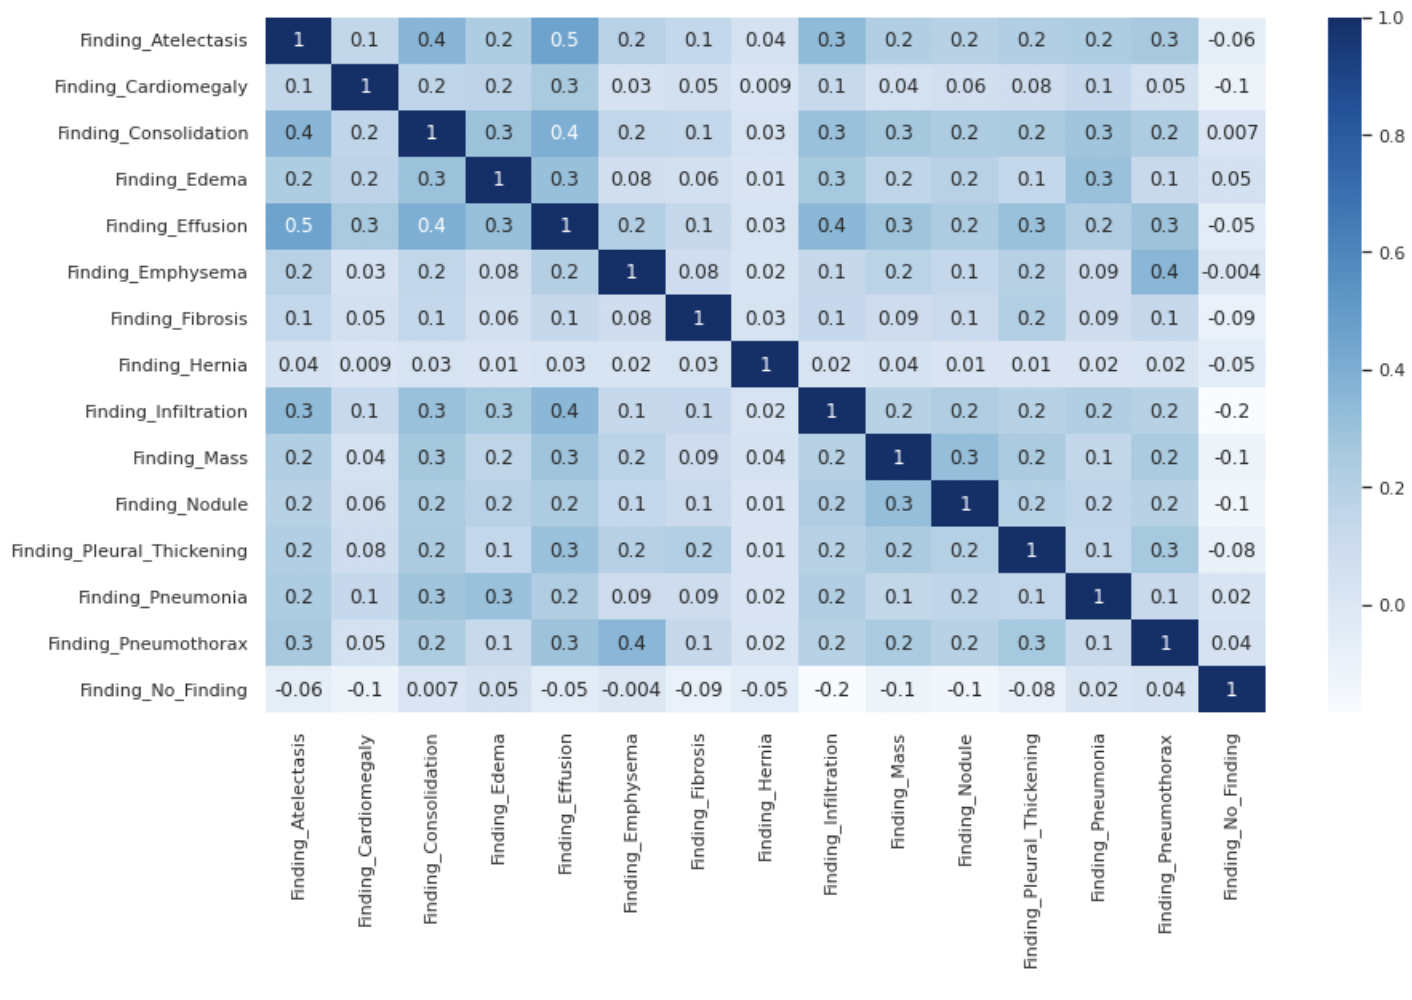 Finding_Atelectasis 1 0.1 0.4 0.2 0.5 0.2 0.1 0.04 0.3 0.2 0.2 0.2 0.2 0.3 -0.06
Finding_Cardiomegaly 0.1 1 0.2 0.2 0.3 0.03 0.05 0.009 0.1 0.04 0.06 0.08 0.1 0.05 -0.1
Finding_Consolidation 0.4 0.2 1 0.3 0.4 0.2 0.1 0.03 0.3 0.3 0.2 0.2 0.3 0.2 0.007
Finding_Edema 0.2 0.2 0.3 1 0.3 0.08 0.06 0.01 0.3 0.2 0.2 0.1 0.3 0.1 0.05
Finding_Effusion 0.5 0.3 0.4 0.3 1 0.2 0.1 0.03 0.4 0.3 0.2 0.3 0.2 0.3 -0.05
Finding_Emphysema 0.2 0.03 0.2 0.08 0.2 1 0.08 0.02 0.1 0.2 0.1 0.2 0.09 0.4 -0.004
Finding_Fibrosis 0.1 0.05 0.1 0.06 0.1 0.08 1 0.03 0.1 0.09 0.1 0.2 0.09 0.1 -0.09
Finding_Hernia 0.04 0.009 0.03 0.01 0.03 0.02 0.03 1 0.02 0.04 0.01 0.01 0.02 0.02 -0.05
Finding_Infiltration 0.3 0.1 0.3 0.3 0.4 0.1 0.1 0.02 1 0.2 0.2 0.2 0.2 0.2 -0.2
Finding_Mass 0.2 0.04 0.3 0.2 0.3 0.2 0.09 0.04 0.2 1 0.3 0.2 0.1 0.2 -0.1
Finding_Nodule 0.2 0.06 0.2 0.2 0.2 0.1 0.1 0.01 0.2 0.3 1 0.2 0.2 0.2 -0.1
Finding_Pleural_Thickening 0.2 0.08 0.2 0.1 0.3 0.2 0.2 0.01 0.2 0.2 0.2 1 0.1 0.3 -0.08
Finding_Pneumonia 0.2 0.1 0.3 0.3 0.2 0.09 0.09 0.02 0.2 0.1 0.2 0.1 1 0.1 0.02
Finding_Pneumothorax 0.3 0.05 0.2 0.1 0.3 0.4 0.1 0.02 0.2 0.2 0.2 0.3 0.1 1 0.04
Finding_No_Finding -0.06 -0.1 0.007 0.05 -0.05 -0.004 -0.09 -0.05 -0.2 -0.1 -0.1 -0.08 0.02 0.04 1
Finding_Atelectasis
Finding_Cardiomegaly
Finding_Consolidation
Finding_Edema
Finding_Effusion
Finding_Emphysema
Finding_Fibrosis
Finding_Hernia
Finding_Infiltration
Finding_Mass
Finding_Nodule
Finding_Pleural_Thickening
Finding_Pneumonia
Finding_Pneumothorax
Finding_No_Finding
1.0
0.8
0.6
0.4
0.2
0.0